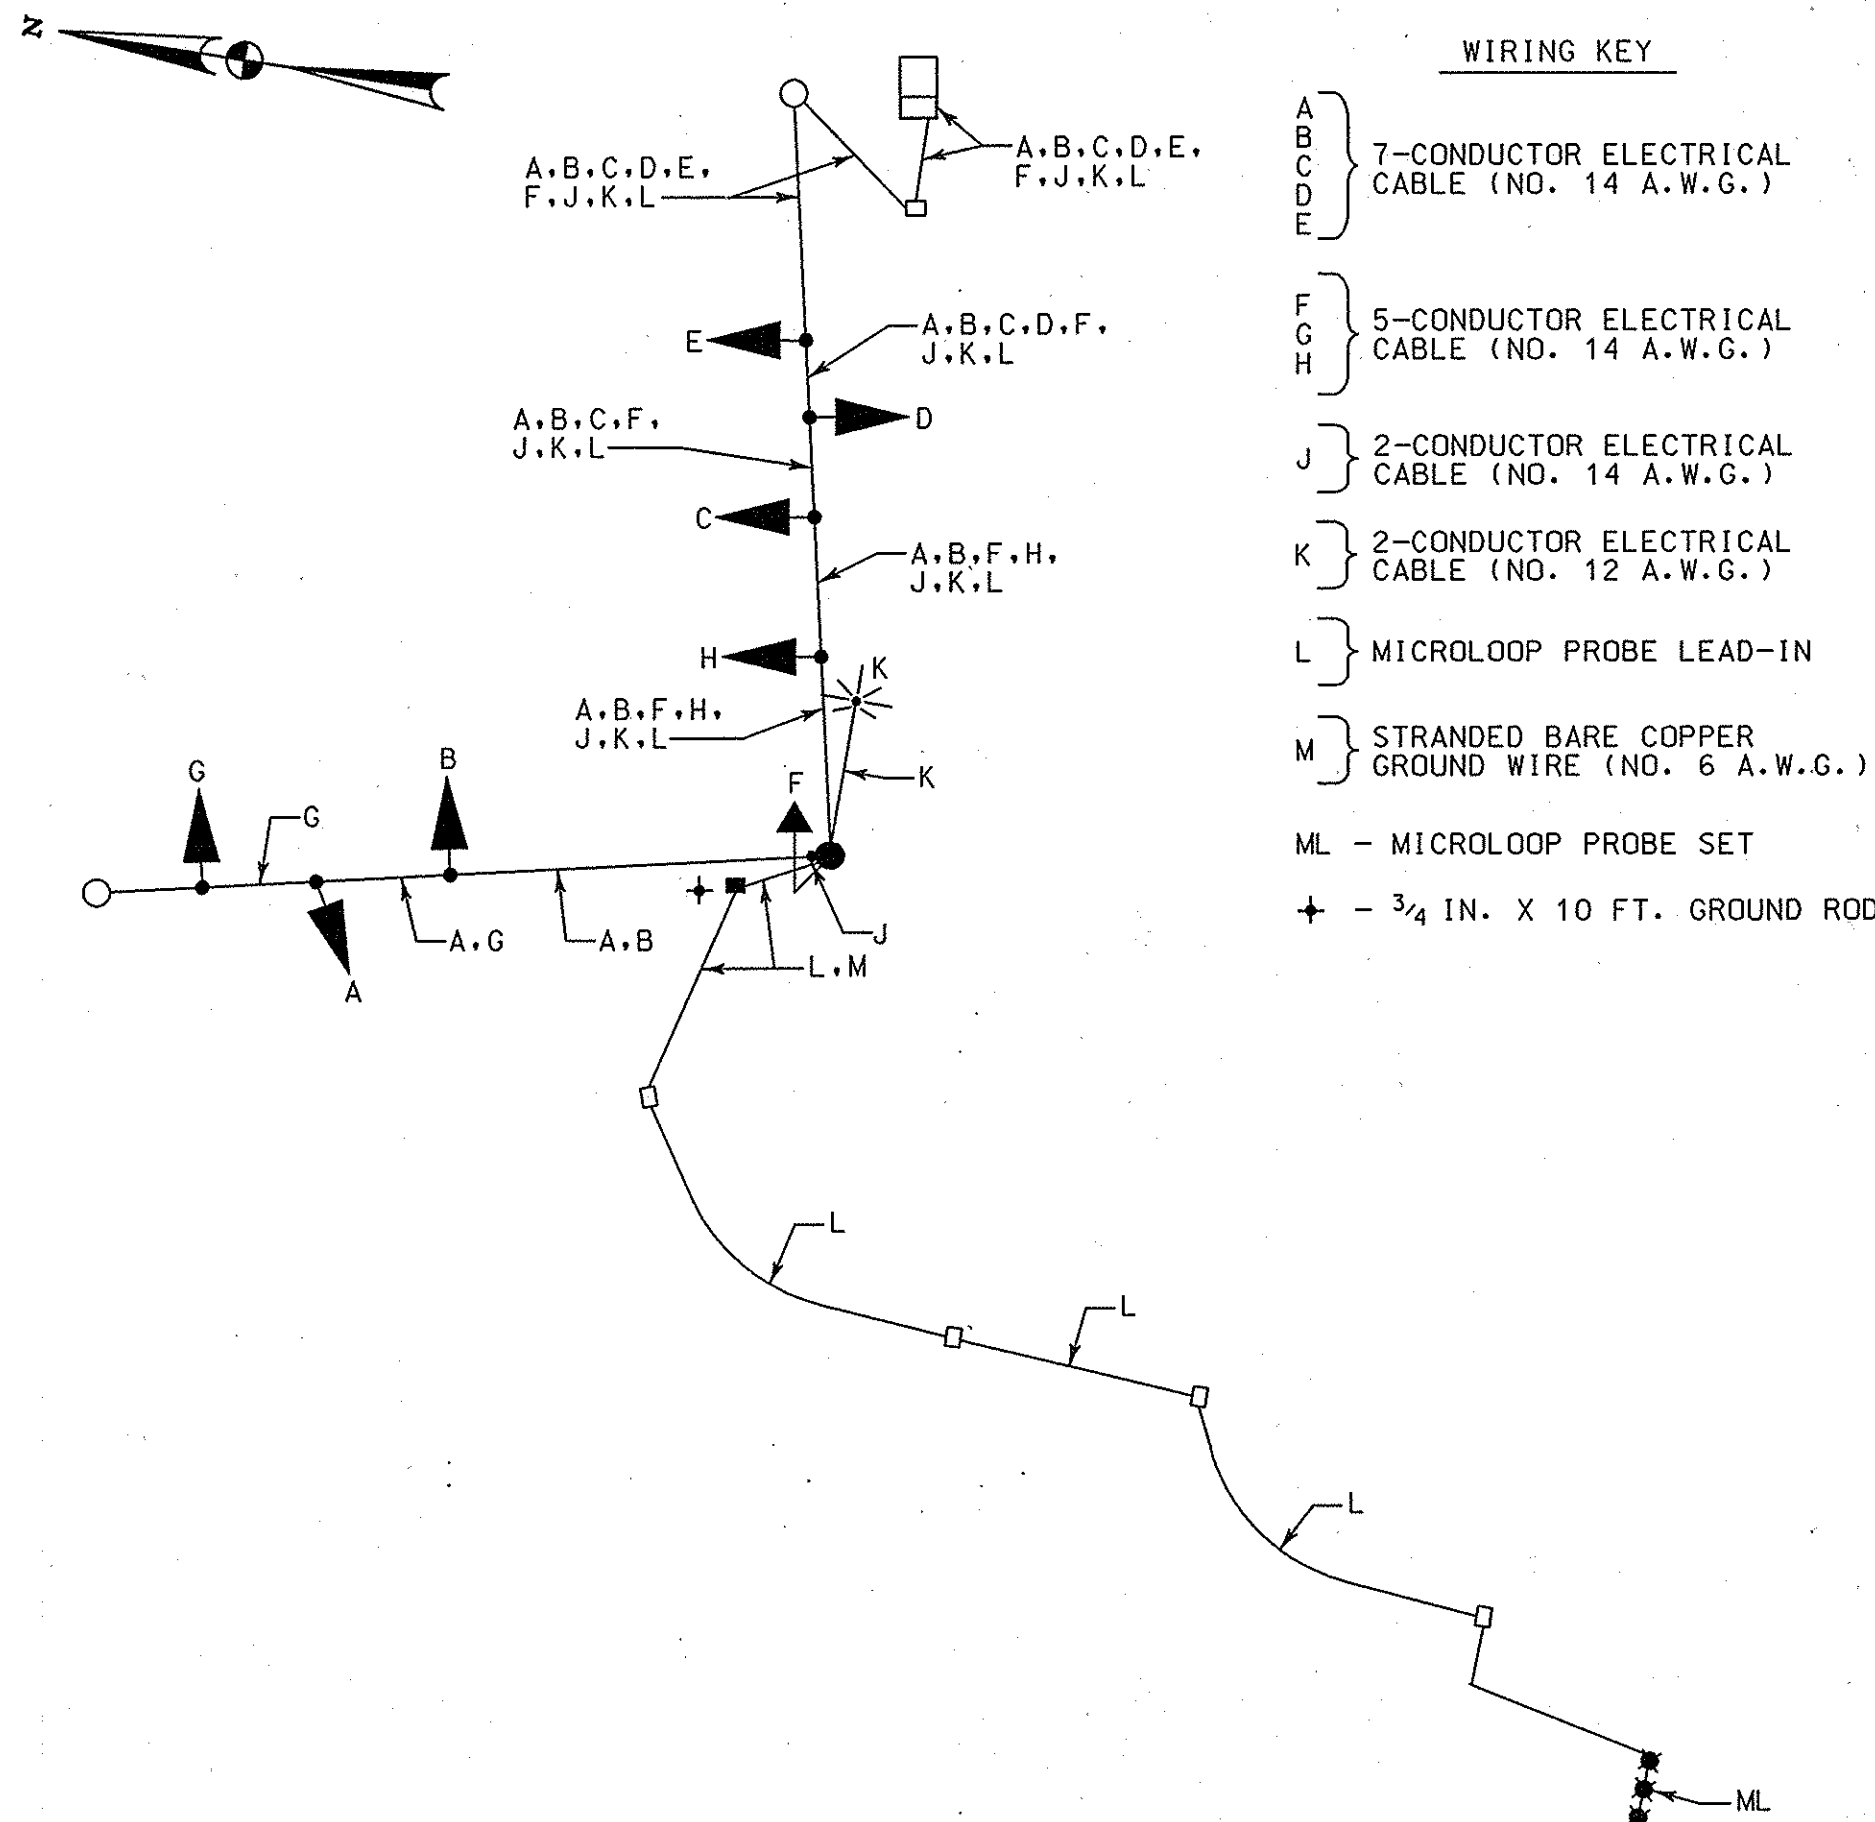 N
WIRING KEY
A
B
C
D
E
7-CONDUCTOR ELECTRICAL
CABLE (NO. 14 A.W.G.)
F
G
H
5-CONDUCTOR ELECTRICAL
CABLE (NO. 14 A.W.G.)
J
2-CONDUCTOR ELECTRICAL
CABLE (NO. 14 A.W.G.)
K
2-CONDUCTOR ELECTRICAL
CABLE (NO. 12 A.W.G.)
L
MICROLOOP PROBE LEAD-IN
M
STRANDED BARE COPPER
GROUND WIRE (NO. 6 A.W.G.)
ML - MICROLOOP PROBE SET
- 3/4 IN. X 10 FT. GROUND ROD
A,B,C,D,E,
F,J,K,L
A,B,C,D,E,
F,J,K,L
E
A,B,C,D,F,
J,K,L
A,B,C,F,
J,K,L
D
C
A,B,F,H,
J,K,L
H
K
A,B,F,H,
J,K,L
K
G
B
F
G
A,G
A,B
J
L,M
A
L
L
L
ML